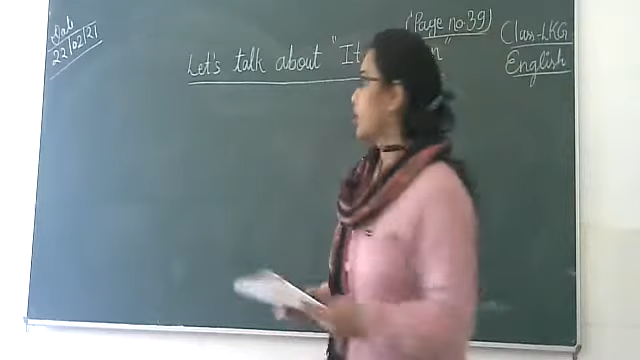 Date
22/02/21
(Page no.39)
Class-LKG
English
Let's talk about "It